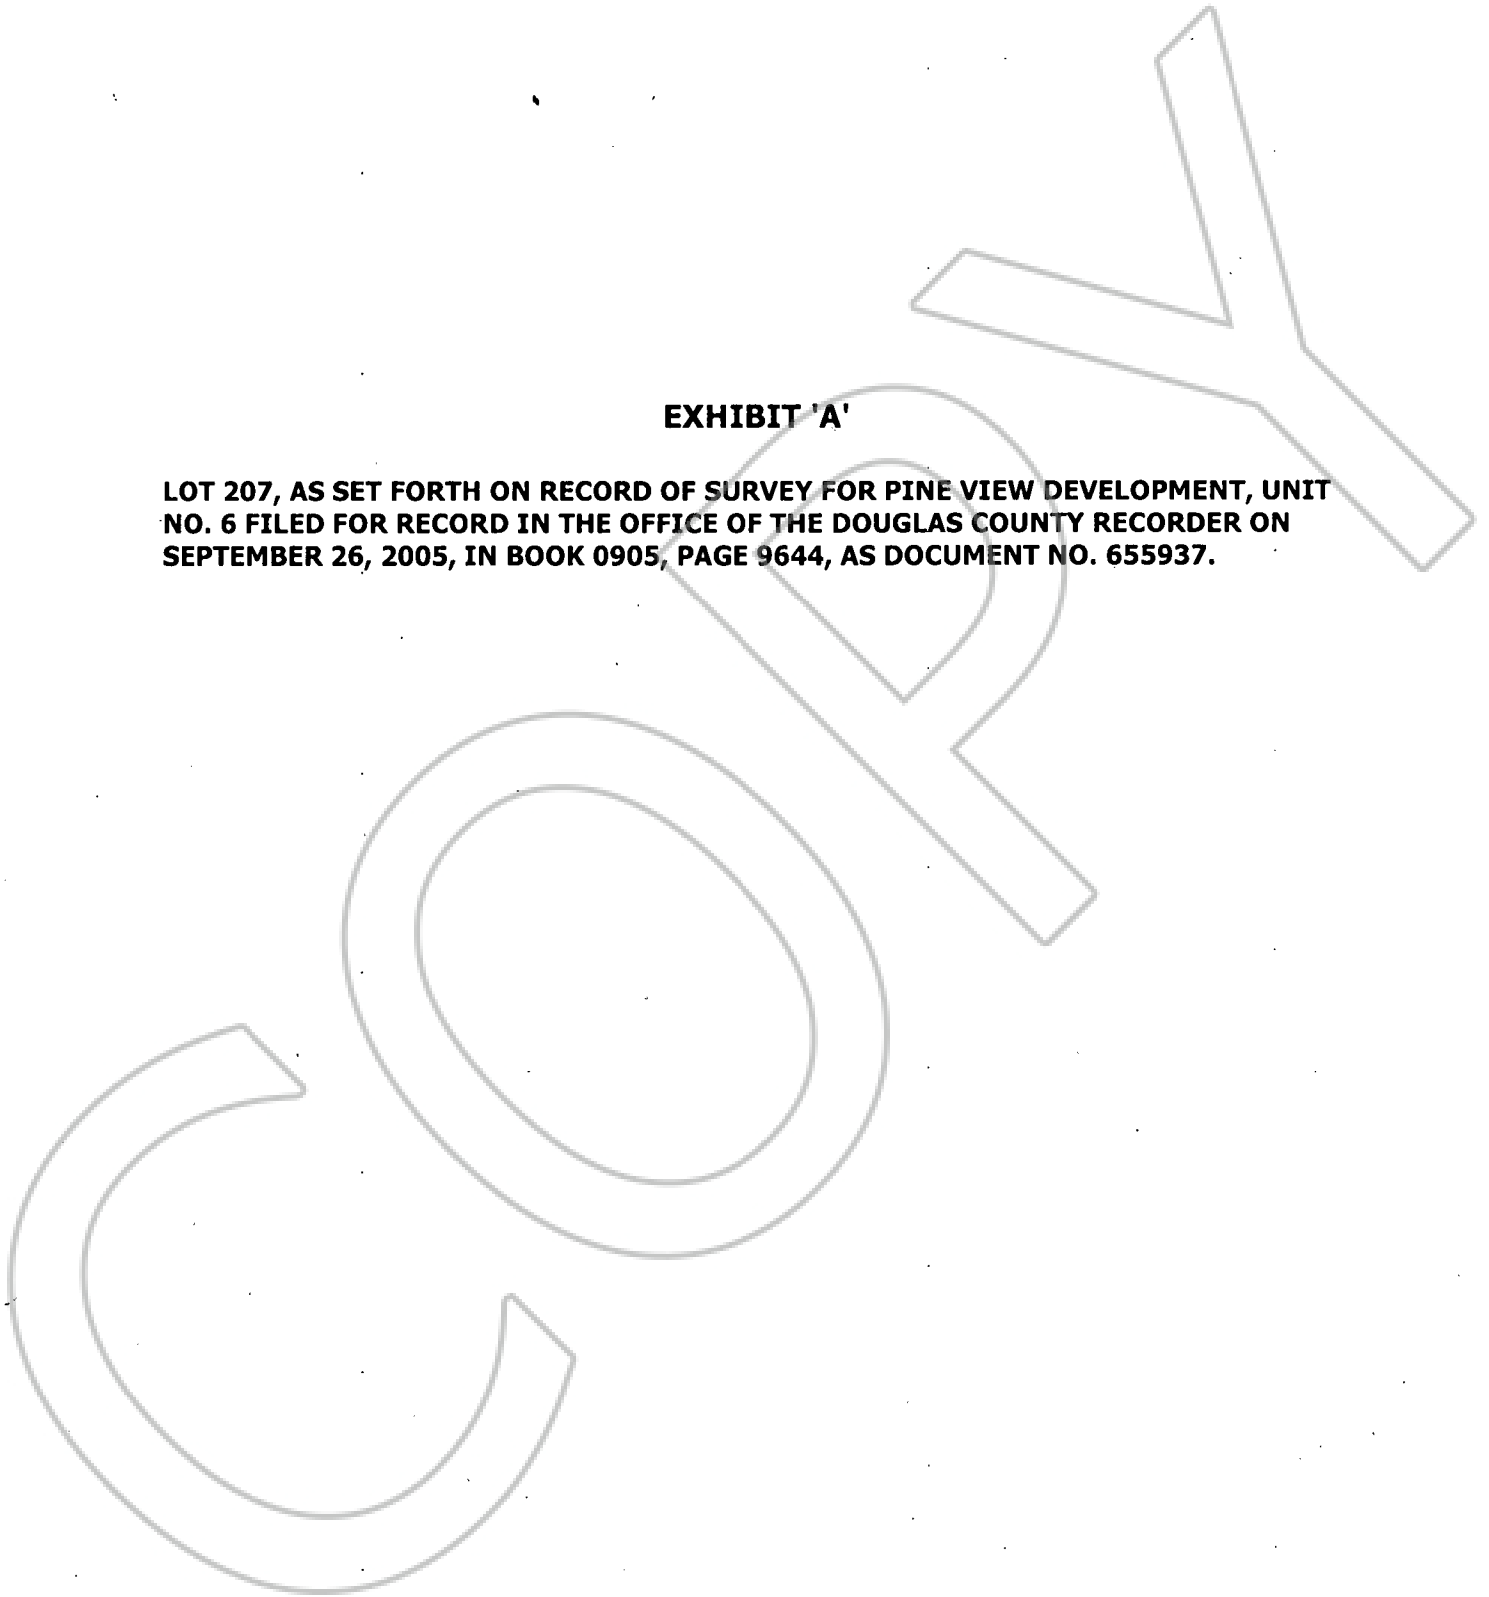 EXHIBIT 'A'
LOT 207, AS SET FORTH ON RECORD OF SURVEY FOR PINE VIEW DEVELOPMENT, UNIT
NO. 6 FILED FOR RECORD IN THE OFFICE OF THE DOUGLAS COUNTY RECORDER ON
SEPTEMBER 26, 2005, IN BOOK 0905, PAGE 9644, AS DOCUMENT NO. 655937.
COPY